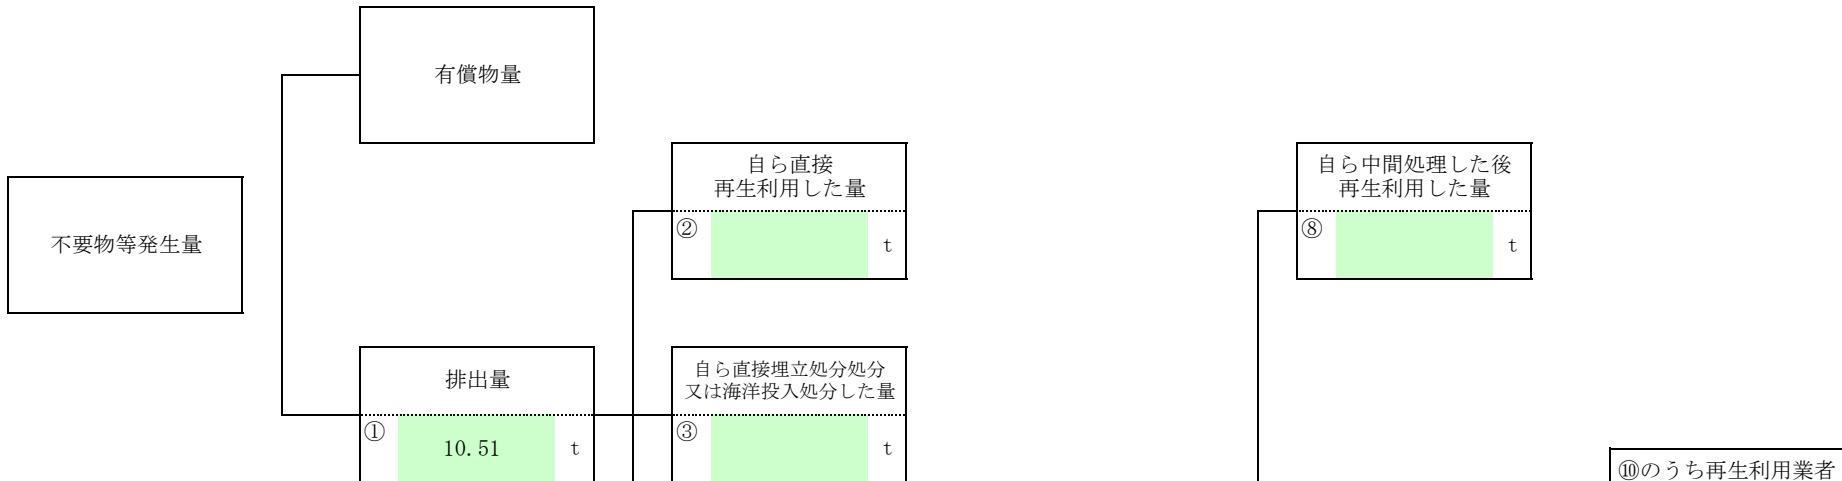 有償物量
自ら直接
再生利用した量
② t
自ら中間処理した後
再生利用した量
⑧ t
不要物等発生量
排出量
① 10.51 t
自ら直接埋立処分処分
又は海洋投入処分した量
③ t
⑩のうち再生利用業者